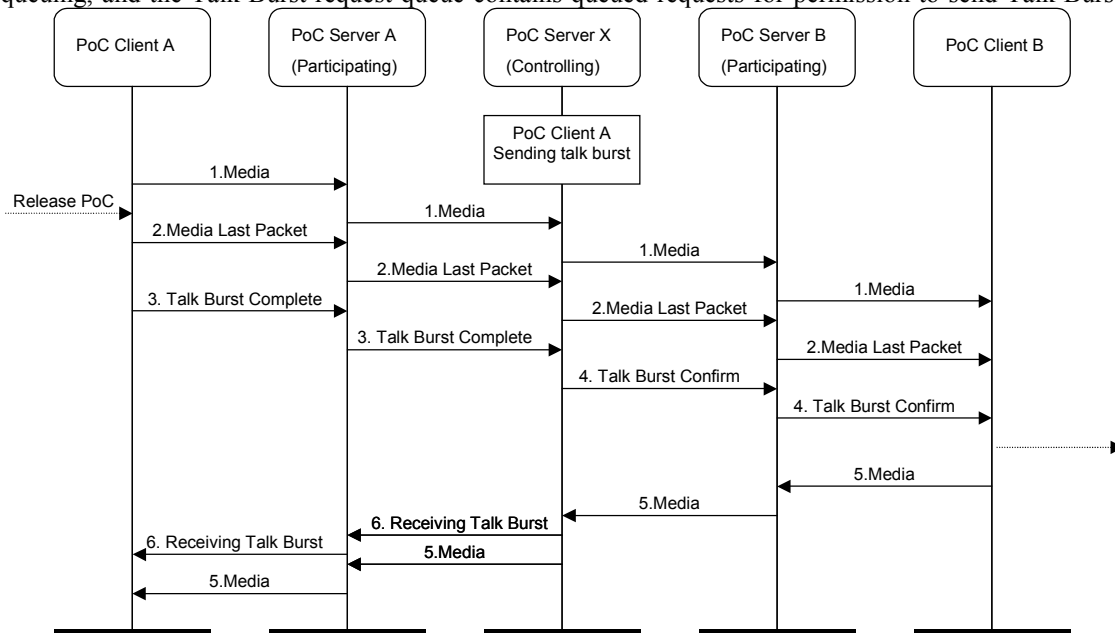 queuing, and the Talk Burst request queue contains queued requests for permission to send Talk Burst
PoC Client A
PoC Server A
(Participating)
PoC Server X
(Controlling)
PoC Server B
(Participating)
PoC Client B
PoC Client A
Sending talk burst
1.Media
Release PoC
1.Media
2.Media Last Packet
1.Media
2.Media Last Packet
1.Media
3. Talk Burst Complete
2.Media Last Packet
3. Talk Burst Complete
2.Media Last Packet
4. Talk Burst Confirm
4. Talk Burst Confirm
5.Media
5.Media
6. Receiving Talk Burst
6. Receiving Talk Burst
5.Media
5.Media